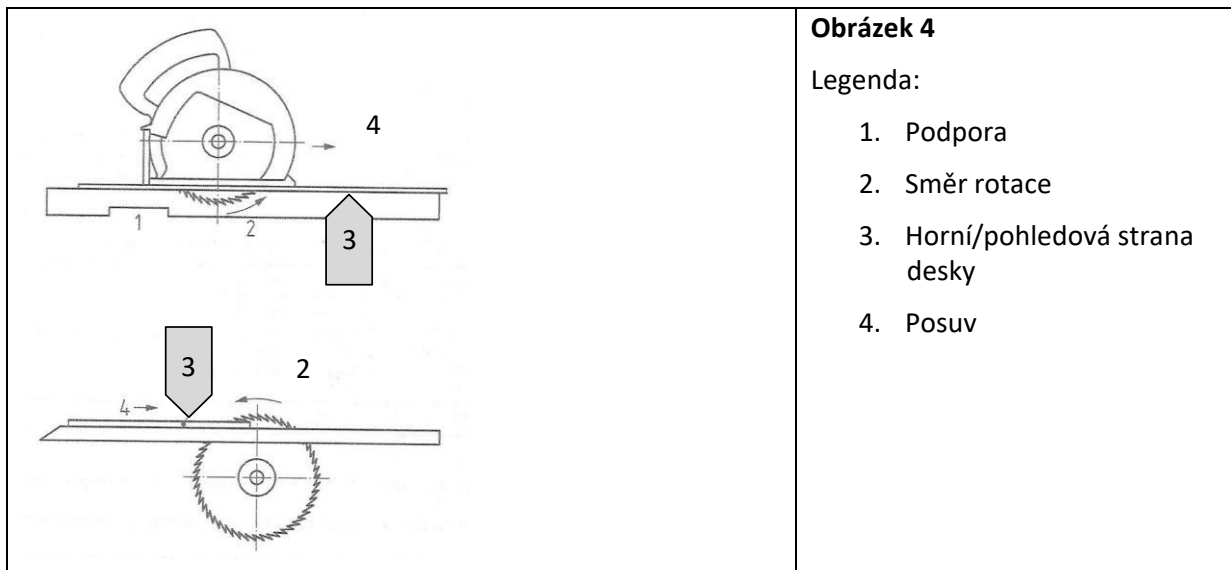 Obrázek 4
Legenda:
1. Podpora
2. Směr rotace
3. Horní/pohledová strana
desky
4. Posuv
4
1
2
3
3
2
4